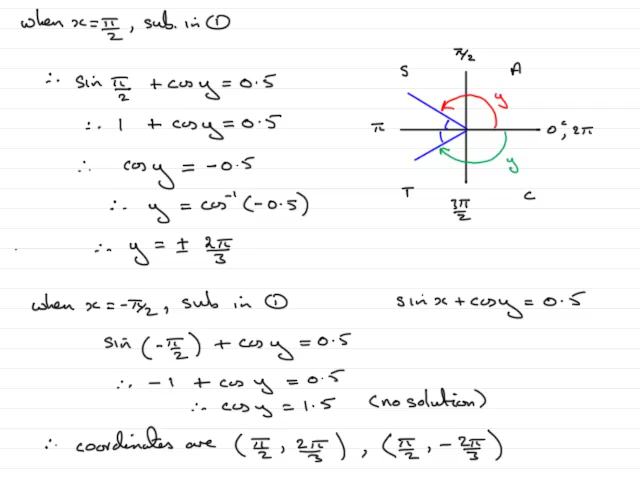 when x = π/2, sub. in ①
∴ sin π/2 + cos y = 0.5
∴ 1 + cos y = 0.5
∴ cos y = -0.5
∴ y = cos⁻¹(-0.5)
∴ y = ± 2π/3
π/2
S A
y
π 0ᶜ, 2π
y
T 3π/2 C
when x = -π/2, sub in ① sin x + cos y = 0.5
sin(-π/2) + cos y = 0.5
∴ -1 + cos y = 0.5
∴ cos y = 1.5 (no solution)
∴ coordinates are (π/2, 2π/3), (π/2, -2π/3)